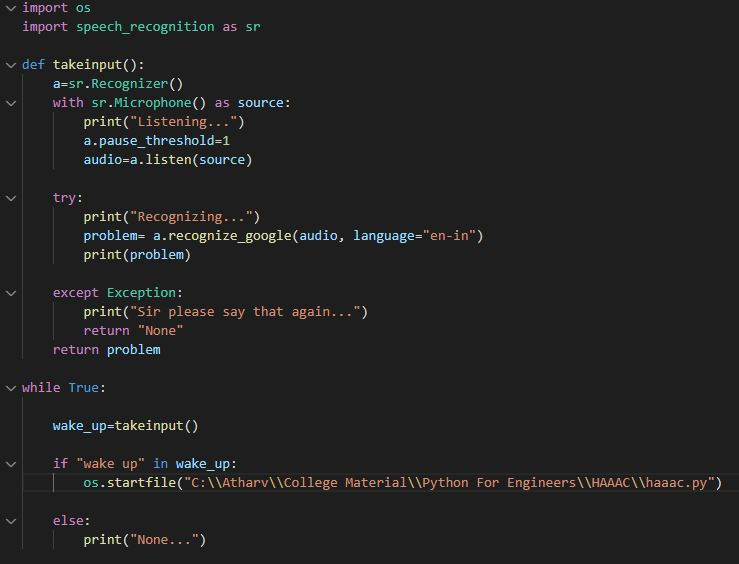 import os
import speech_recognition as sr
def takeinput():
    a=sr.Recognizer()
    with sr.Microphone() as source:
        print("Listening...")
        a.pause_threshold=1
        audio=a.listen(source)
    try:
        print("Recognizing...")
        problem= a.recognize_google(audio, language="en-in")
        print(problem)
    except Exception:
        print("Sir please say that again...")
        return "None"
    return problem
while True:
    wake_up=takeinput()
    if "wake up" in wake_up:
        os.startfile("C:\\Atharv\\College Material\\Python For Engineers\\HAAAC\\haaac.py")
    else:
        print("None...")